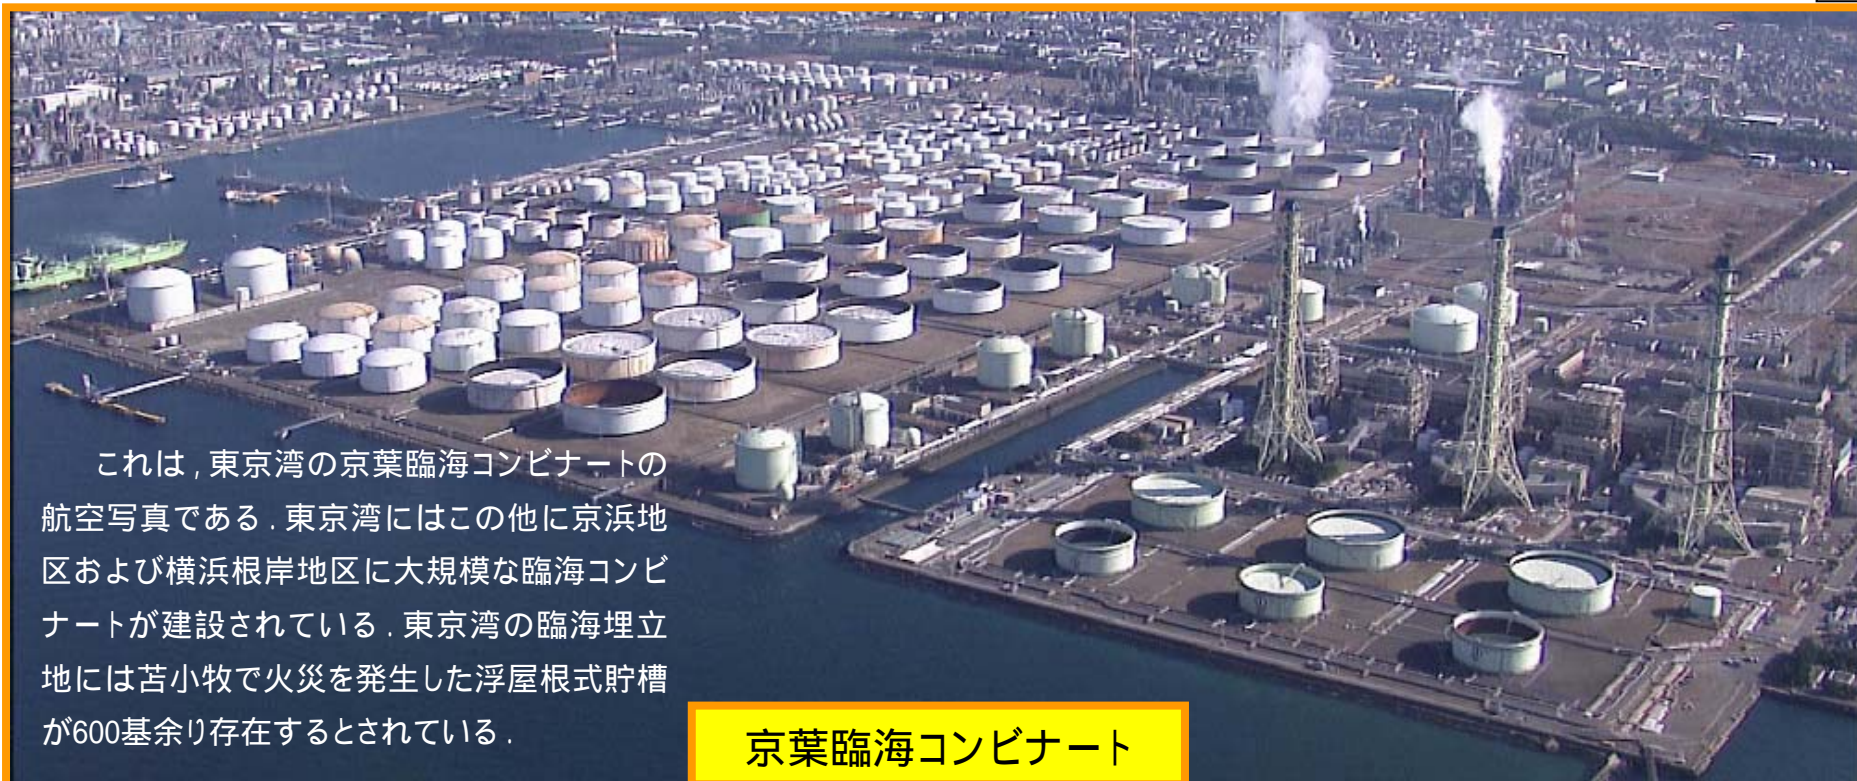 これは,東京湾の京葉臨海コンビナートの
航空写真である.東京湾にはこの他に京浜地
区および横浜根岸地区に大規模な臨海コンビ
ナートが建設されている.東京湾の臨海埋立
地には苫小牧で火災を発生した浮屋根式貯槽
が600基余り存在するとされている.
京葉臨海コンビナート